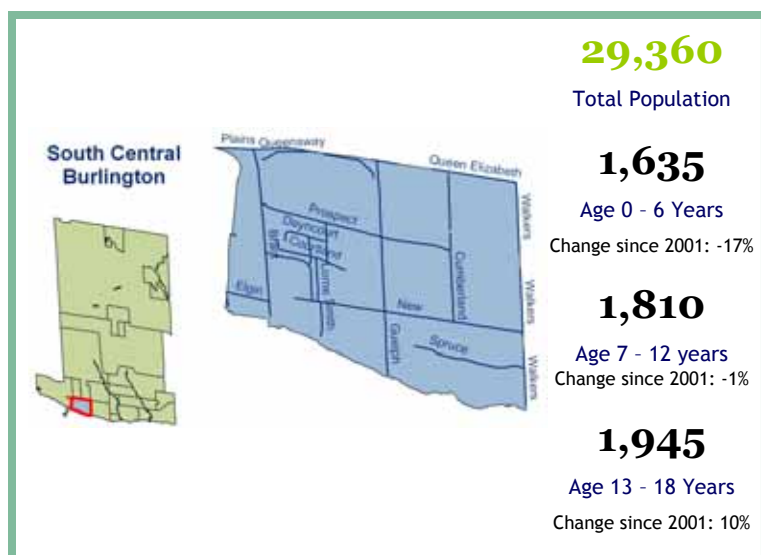 29,360
Total Population
South Central
Burlington
1,635
Age 0 - 6 Years
Change since 2001: -17%
1,810
Age 7 - 12 years
Change since 2001: -1%
1,945
Age 13 - 18 Years
Change since 2001: 10%
Plains Queensway
Queen Elizabeth
Walkers
Prospect
Courtland
Cumberland
Elgin
Smith
New
Walkers
Guelph
Spruce
Walkers